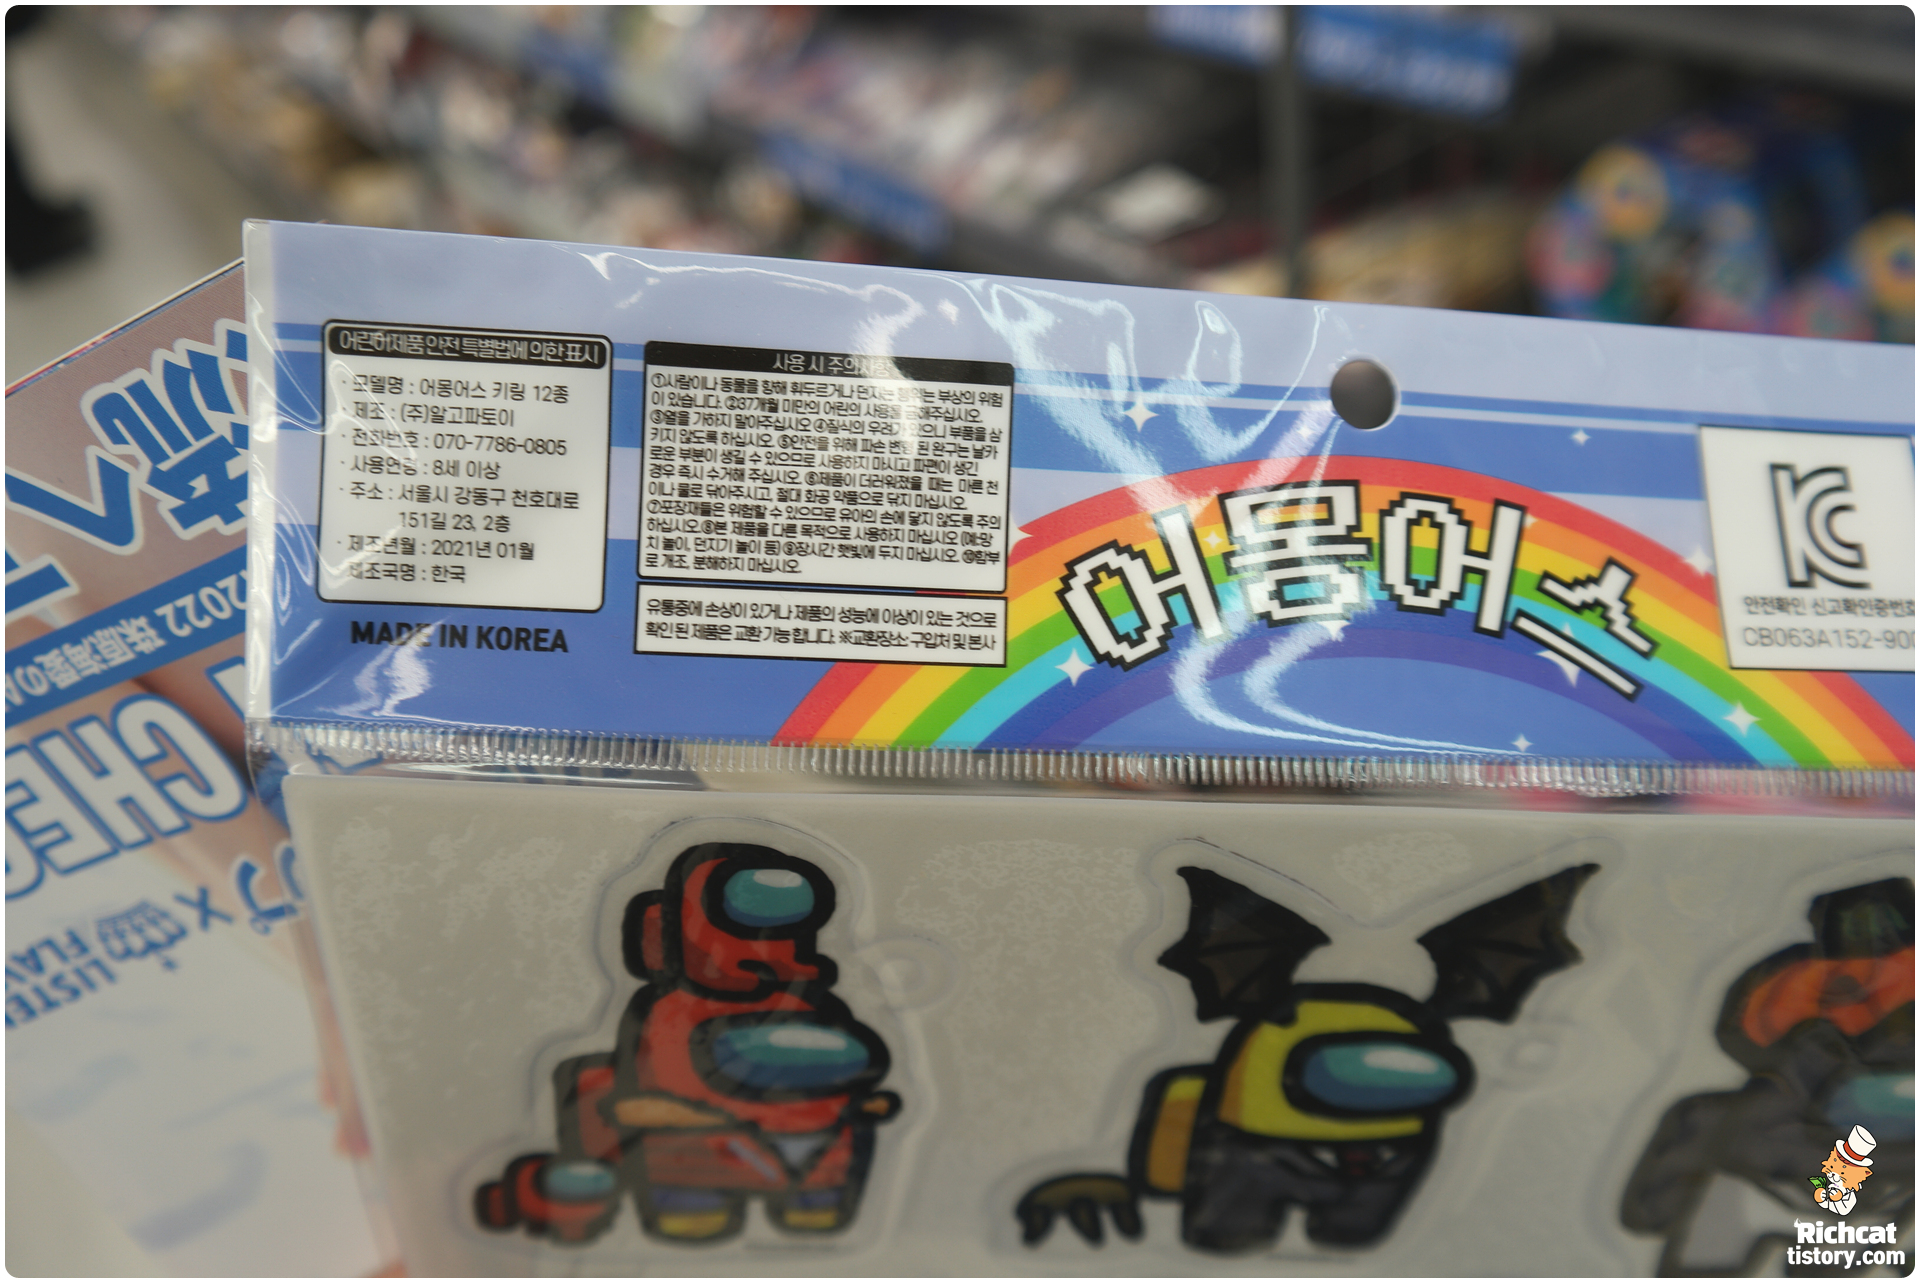 어린이제품 안전 특별법에 의한 표시
· 모델명 : 어몽어스 키링 12종
· 제조 : (주)알고파토이
· 전화번호 : 070-7786-0805
· 사용연령 : 8세 이상
· 주소 : 서울시 강동구 천호대로
151길 23, 2층
· 제조년월 : 2021년 01월
· 제조국명 : 한국
MADE IN KOREA
사용 시 주의사항
①사람이나 동물을 향해 휘두르거나 던지는 행위는 부상의 위험
이 있습니다. ②37개월 미만의 어린의 사용을 금해주십시오.
③열을 가하지 말아주십시오 ④질식의 우려가 있으니 부품을 삼
키지 않도록 하십시오. ⑤안전을 위해 파손 변형 된 완구는 날카
로운 부분이 생길 수 있으므로 사용하지 마시고 파편이 생긴
경우 즉시 수거해 주십시오. ⑥제품이 더러워졌을 때는 마른 천
이나 물로 닦아주시고, 절대 화공 약품으로 닦지 마십시오.
⑦포장재들은 위험할 수 있으므로 유아의 손에 닿지 않도록 주의
하십시오.⑧본 제품을 다른 목적으로 사용하지 마십시오 (예:망
치 놀이, 던지기 놀이 등) ⑨장시간 햇빛에 두지 마십시오. ⑩함부
로 개조, 분해하지 마십시오.
유통중에 손상이 있거나 제품의 성능에 이상이 있는 것으로
확인 된 제품은 교환 가능 합니다. ※교환장소: 구입처 및 본사
어몽어스
KC
안전확인 신고확인증번호
CB063A152-900
2022
CHE
LISTE
FLAV
Richcat
tistory.com